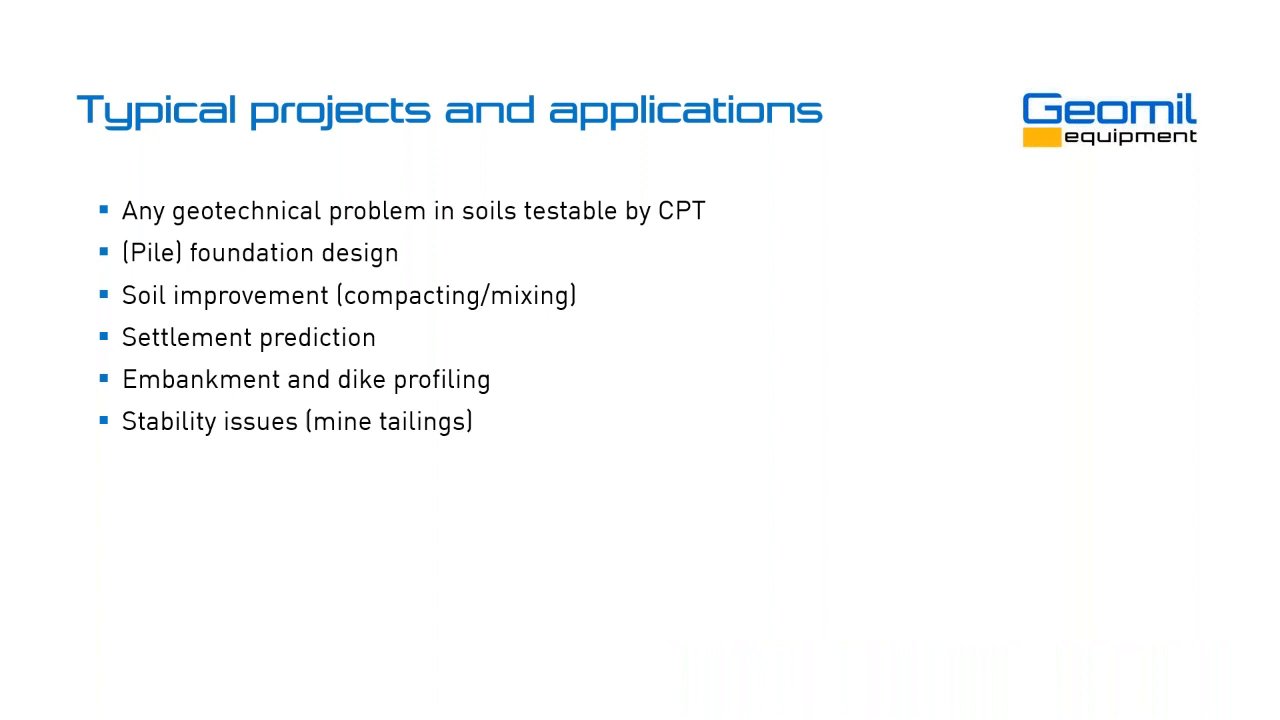 Typical projects and applications
Geomil
equipment
Any geotechnical problem in soils testable by CPT
(Pile) foundation design
Soil improvement (compacting/mixing)
Settlement prediction
Embankment and dike profiling
Stability issues (mine tailings)